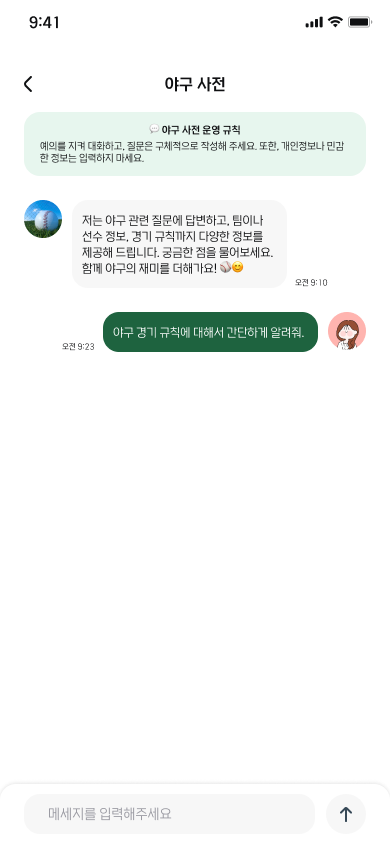 9:41
야구 사전
💬 야구 사전 운영 규칙
예의를 지켜 대화하고, 질문은 구체적으로 작성해 주세요. 또한, 개인정보나 민감
한 정보는 입력하지 마세요.
저는 야구 관련 질문에 답변하고, 팀이나
선수 정보, 경기 규칙까지 다양한 정보를
제공해 드립니다. 궁금한 점을 물어보세요.
함께 야구의 재미를 더해가요! ⚾😊
오전 9:10
야구 경기 규칙에 대해서 간단하게 알려줘.
오전 9:23
메세지를 입력해주세요